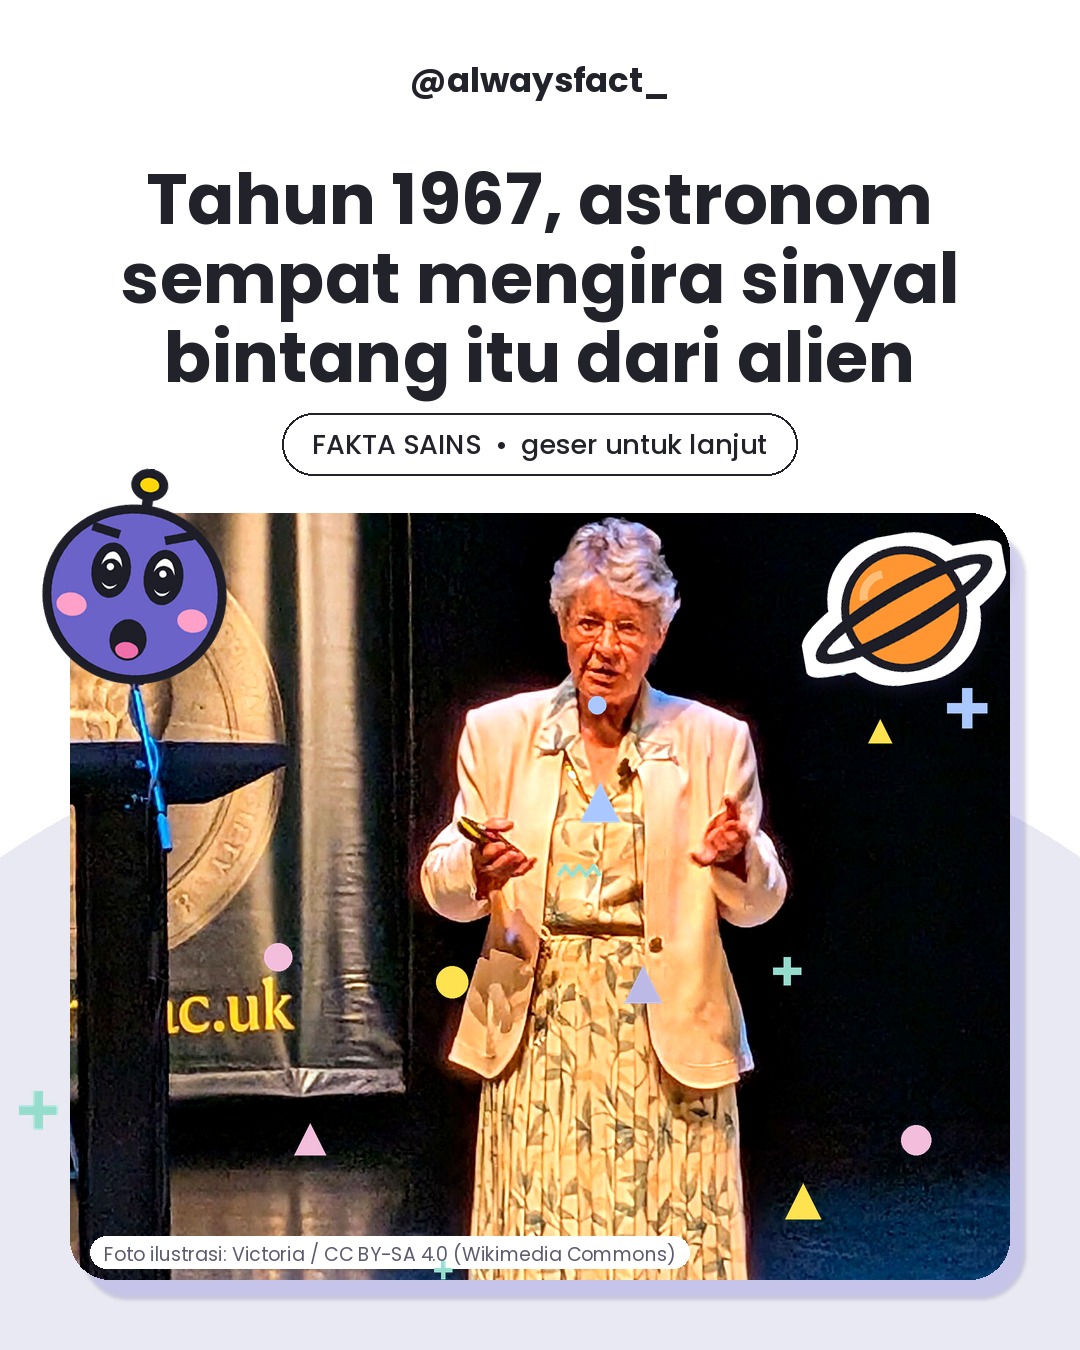 @alwaysfact_
Tahun 1967, astronom
sempat mengira sinyal
bintang itu dari alien
FAKTA SAINS • geser untuk lanjut
ac.uk
Foto ilustrasi: Victoria / CC BY-SA 4.0 (Wikimedia Commons)